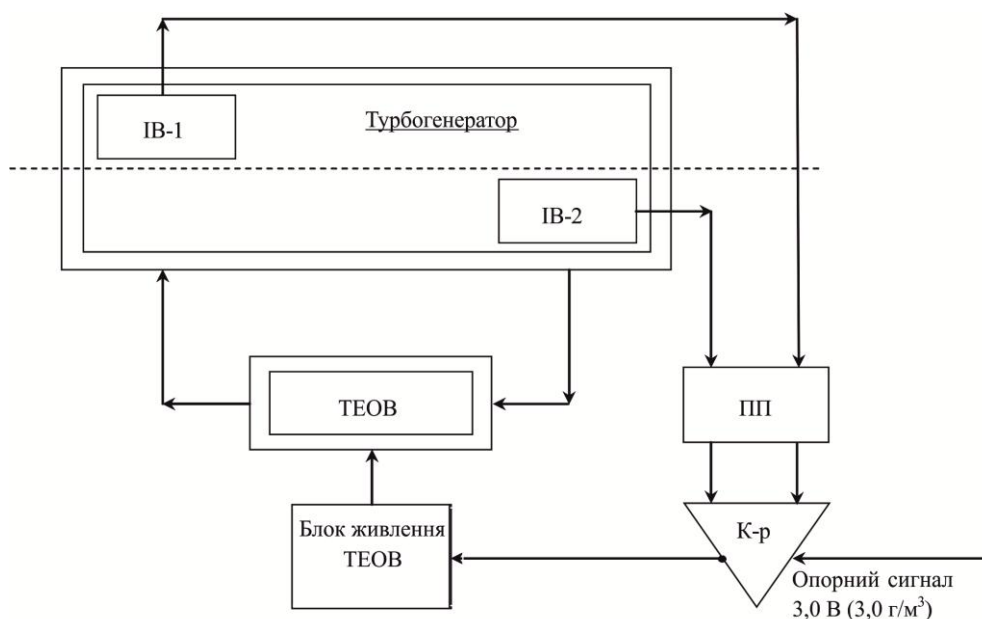 ІВ-1
Турбогенератор
ІВ-2
ТЕОВ
ПП
Блок живлення
ТЕОВ
К-р
Опорний сигнал
3,0 В (3,0 г/м³)